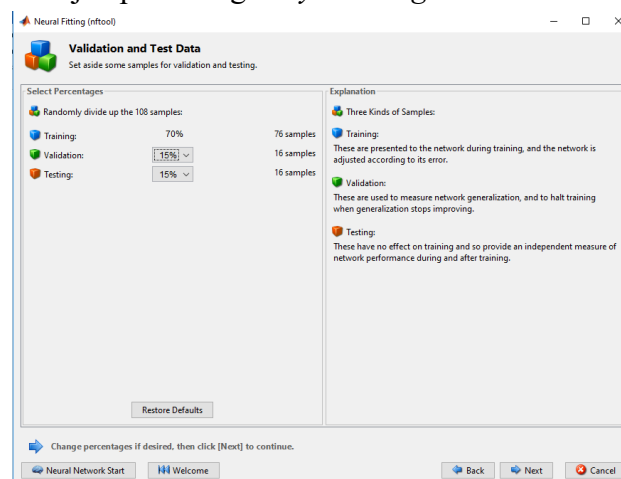 Neural Fitting (nftool)
Validation and Test Data
Set aside some samples for validation and testing.
Select Percentages
Randomly divide up the 108 samples:
Training: 70% 76 samples
Validation: 15% 16 samples
Testing: 15% 16 samples
Restore Defaults
Explanation
Three Kinds of Samples:
Training:
These are presented to the network during training, and the network is
adjusted according to its error.
Validation:
These are used to measure network generalization, and to halt training
when generalization stops improving.
Testing:
These have no effect on training and so provide an independent measure of
network performance during and after training.
Change percentages if desired, then click [Next] to continue.
Neural Network Start Welcome Back Next Cancel